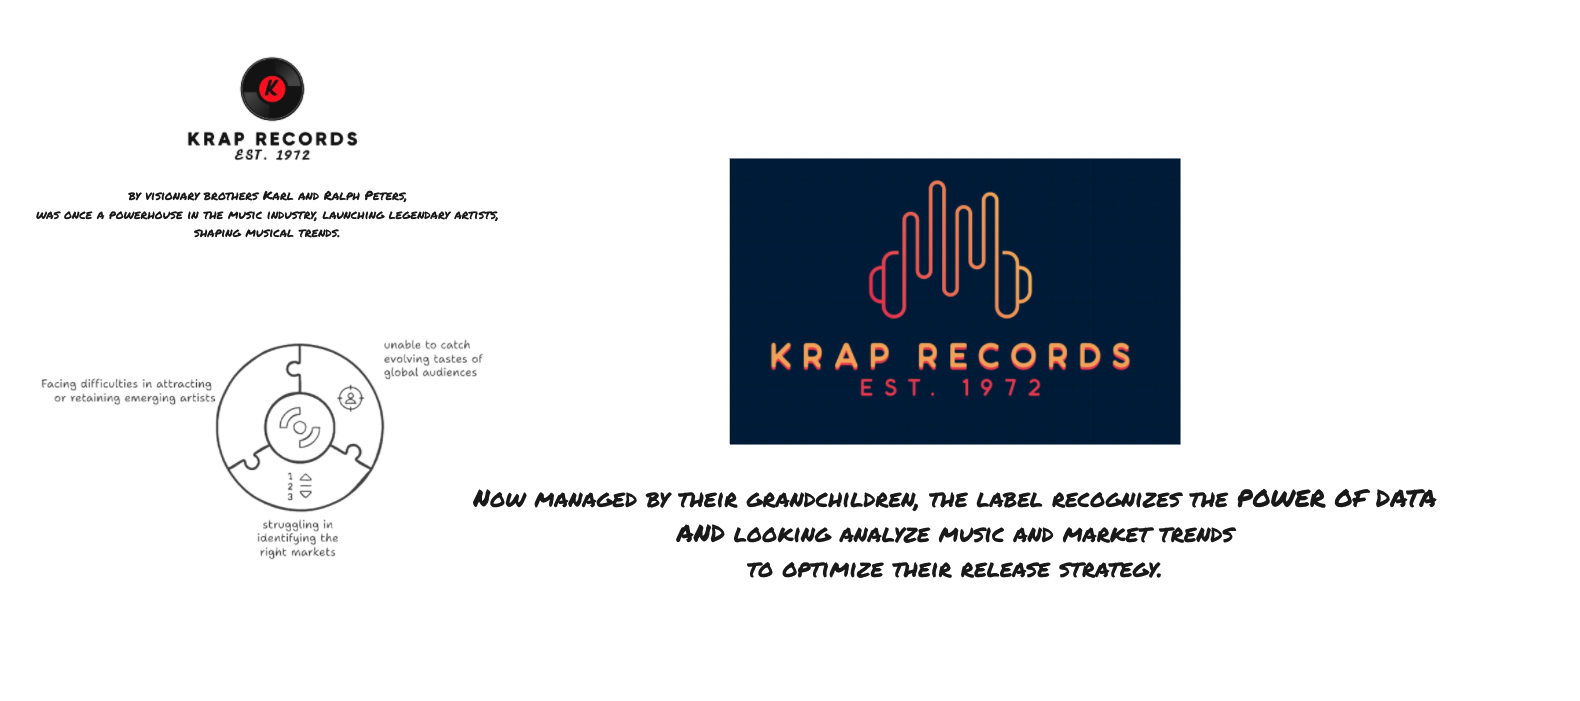 K
KRAP RECORDS
EST. 1972
BY VISIONARY BROTHERS KARL AND RALPH PETERS,
WAS ONCE A POWERHOUSE IN THE MUSIC INDUSTRY, LAUNCHING LEGENDARY ARTISTS,
SHAPING MUSICAL TRENDS.
Facing difficulties in attracting
or retaining emerging artists
unable to catch
evolving tastes of
global audiences
1
2
3
struggling in
identifying the
right markets
KRAP RECORDS
EST. 1972
NOW MANAGED BY THEIR GRANDCHILDREN, THE LABEL RECOGNIZES THE POWER OF DATA
AND LOOKING ANALYZE MUSIC AND MARKET TRENDS
TO OPTIMIZE THEIR RELEASE STRATEGY.